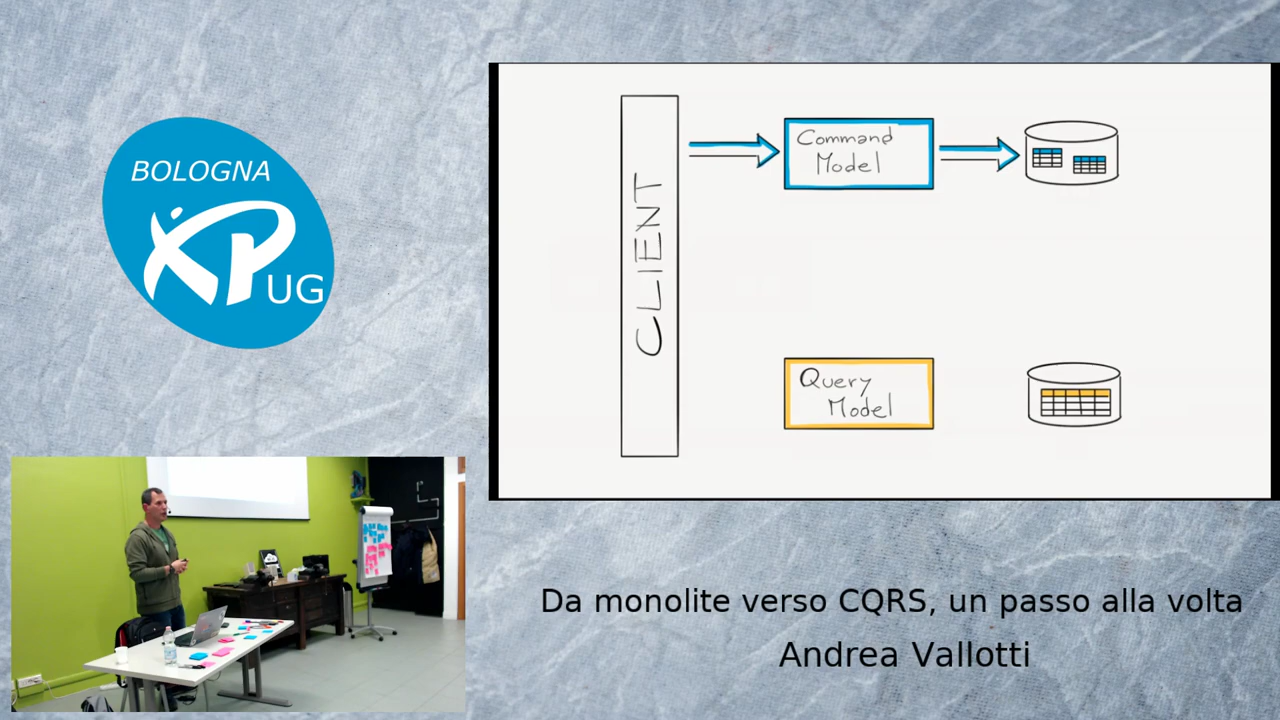 BOLOGNA
XP
UG
CLIENT
Command
Model
Query
Model
Da monolite verso CQRS, un passo alla volta
Andrea Vallotti